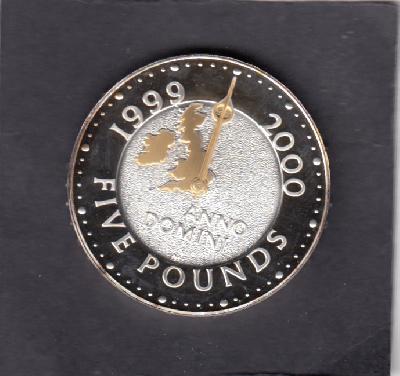 1999
2000
ANNO
DOMINI
FIVE POUNDS